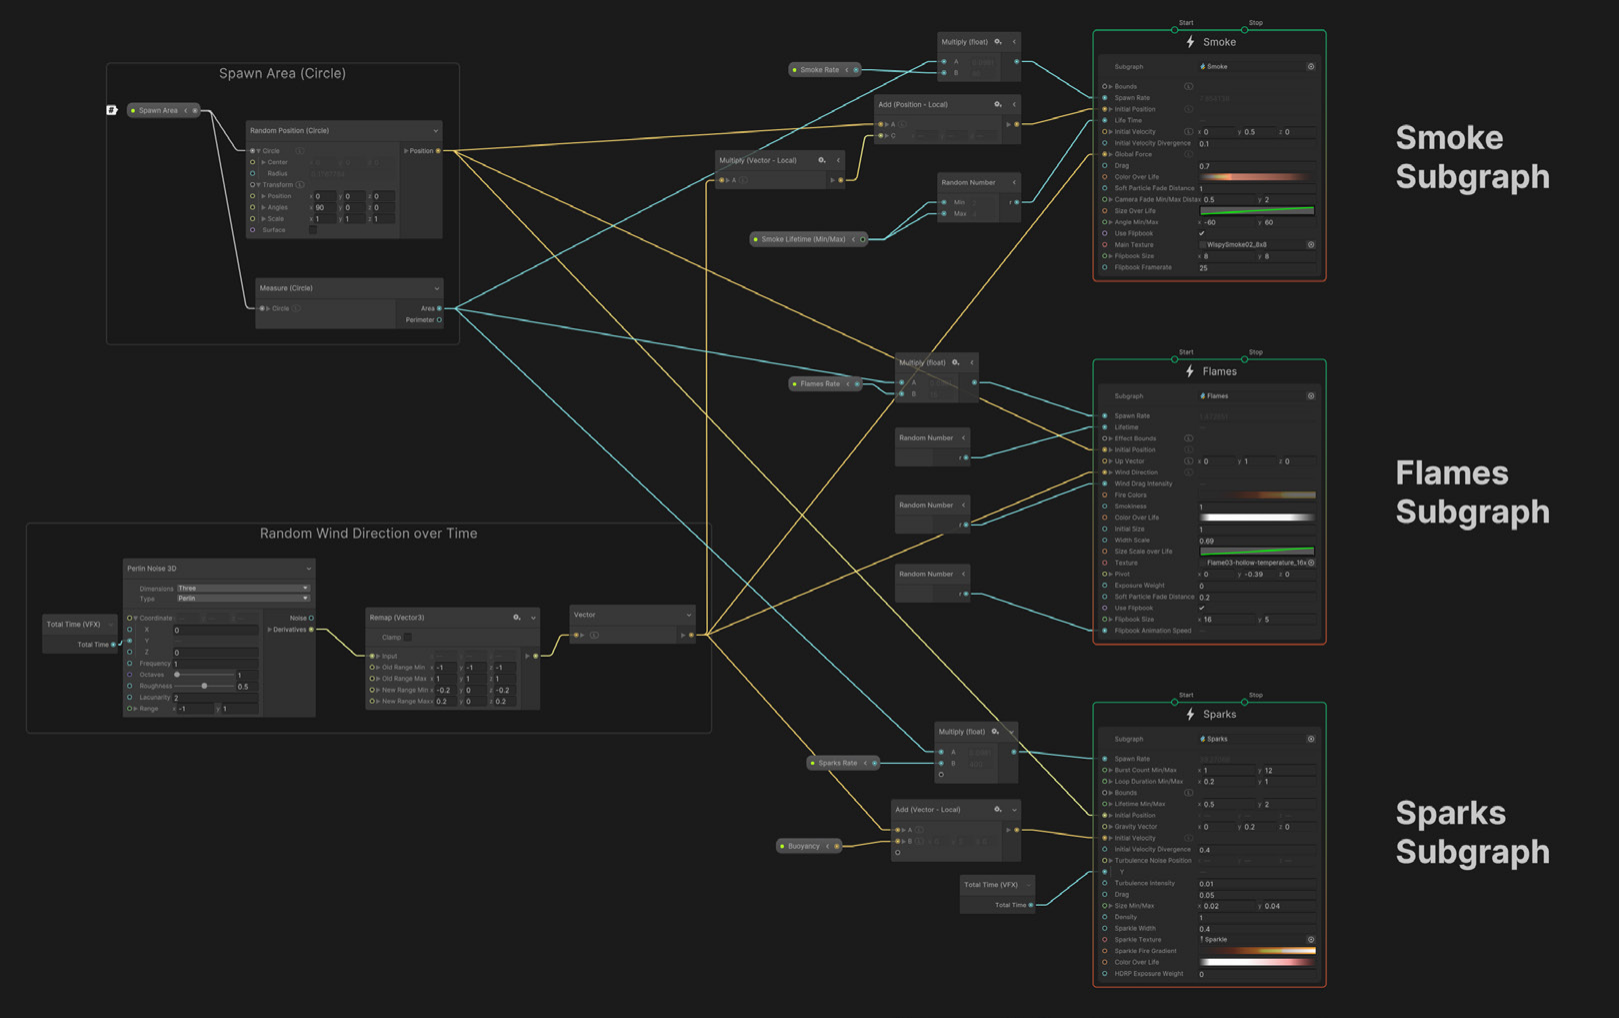 Spawn Area (Circle)
Spawn Area
Random Position (Circle)
Circle L
Position
Center x 0 y 0 z 0
Radius
Transform L
Position x 0 y 0 z 0
Angles x 90 y 0 z 0
Scale x 1 y 1 z 1
Surface
Measure (Circle)
Circle L
Area
Perimeter
Random Wind Direction over Time
Total Time (VFX)
Total Time
Perlin Noise 3D
Dimensions Three
Type Perlin
Coordinate
X 0
Y
Z 0
Frequency 1
Octaves 1
Roughness 0.5
Lacunarity 2
Range x -1 y 1
Noise
Derivatives
Remap (Vector3)
Clamp
Input
Old Range Min x -1 y -1 z -1
Old Range Max x 1 y 1 z 1
New Range Min x -0.2 y 0 z -0.2
New Range Max x 0.2 y 0 z 0.2
Vector
L
Smoke Rate
Multiply (float)
A
B
Add (Position - Local)
A L
C
Multiply (Vector - Local)
A L
Random Number
Min
Max
r
Smoke Lifetime (Min/Max)
Start Stop
Smoke
Subgraph Smoke
Bounds L
Spawn Rate
Initial Position L
Life Time
Initial Velocity L x 0 y 0.5 z 0
Initial Velocity Divergence 0.1
Global Force L
Drag 0.7
Color Over Life
Soft Particle Fade Distance 1
Camera Fade Min/Max Distan x 0.5 y 2
Size Over Life
Angle Min/Max x -60 y 60
Use Flipbook
Main Texture WispySmoke02_8x8
Flipbook Size x 8 y 8
Flipbook Framerate 25
Smoke
Subgraph
Flames Rate
Multiply (float)
A
B
Random Number
r
Random Number
r
Random Number
r
Start Stop
Flames
Subgraph Flames
Spawn Rate
Lifetime
Effect Bounds L
Initial Position L
Up Vector L x 0 y 1 z 0
Wind Direction L
Wind Drag Intensity
Fire Colors
Smokiness 1
Color Over Life
Initial Size 1
Width Scale 0.69
Size Scale over Life
Texture Flame03-hollow-temperature_16x
Pivot x 0 y -0.39 z 0
Exposure Weight 0
Soft Particle Fade Distance 0.2
Use Flipbook
Flipbook Size x 16 y 5
Flipbook Animation Speed
Flames
Subgraph
Sparks Rate
Multiply (float)
A
B
Add (Vector - Local)
A L
B L
Buoyancy
Total Time (VFX)
Total Time
Start Stop
Sparks
Subgraph Sparks
Spawn Rate
Burst Count Min/Max x 1 y 12
Loop Duration Min/Max x 0.2 y 1
Bounds L
Lifetime Min/Max x 0.5 y 2
Initial Position
Gravity Vector x 0 y 0.2 z 0
Initial Velocity L
Initial Velocity Divergence 0.4
Turbulence Noise Position
Y
Turbulence Intensity 0.01
Drag 0.05
Size Min/Max x 0.02 y 0.04
Density 1
Sparkle Width 0.4
Sparkle Texture Sparkle
Sparkle Fire Gradient
Color Over Life
HDRP Exposure Weight 0
Sparks
Subgraph